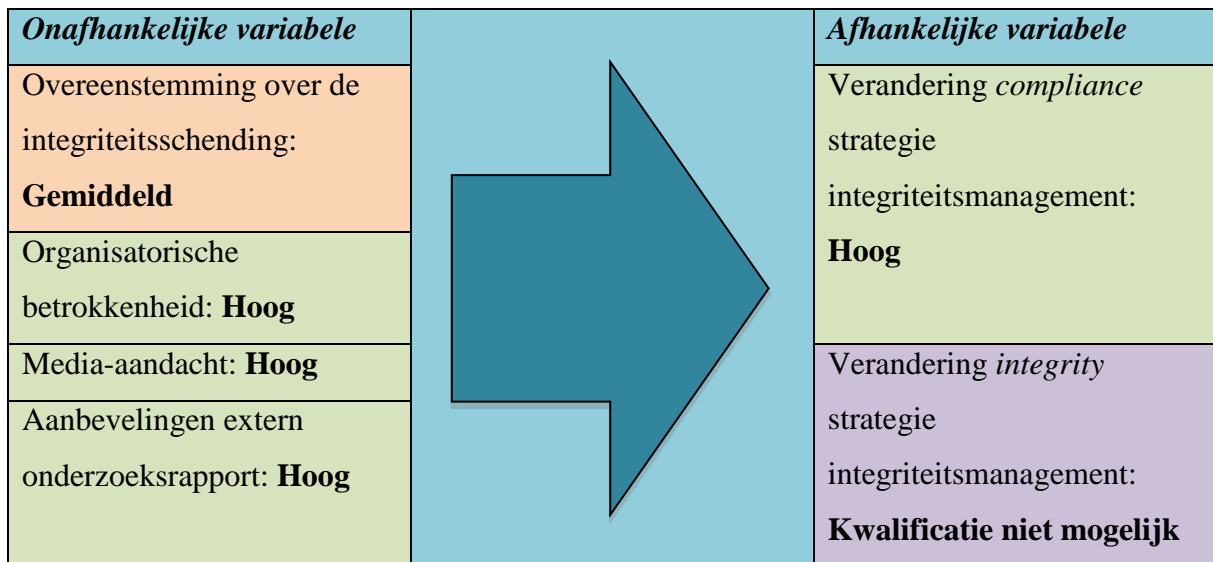 Onafhankelijke variabele
Overeenstemming over de
integriteitsschending:
Gemiddeld
Organisatorische
betrokkenheid: Hoog
Media-aandacht: Hoog
Aanbevelingen extern
onderzoeksrapport: Hoog
Afhankelijke variabele
Verandering compliance
strategie
integriteitsmanagement:
Hoog
Verandering integrity
strategie
integriteitsmanagement:
Kwalificatie niet mogelijk